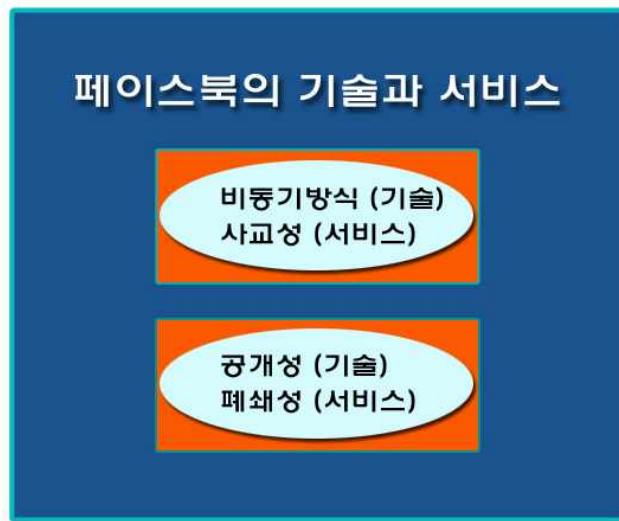 페이스북의 기술과 서비스
비동기방식 (기술)
사교성 (서비스)
공개성 (기술)
폐쇄성 (서비스)